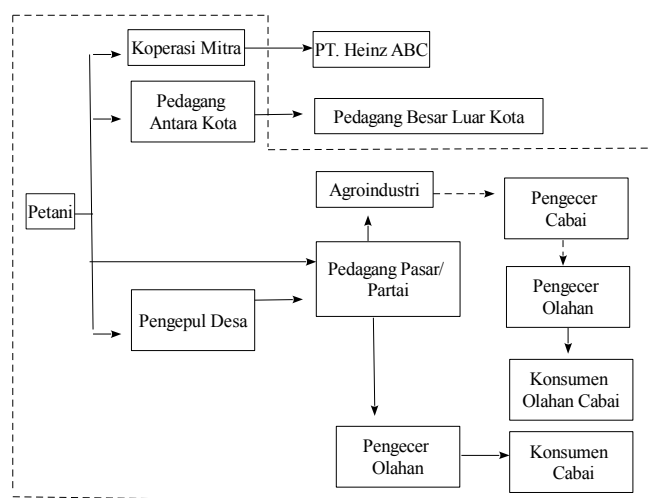 Koperasi Mitra
PT. Heinz ABC
Pedagang
Antara Kota
Pedagang Besar Luar Kota
Agroindustri
Pengecer
Cabai
Petani
Pedagang Pasar/
Partai
Pengecer
Olahan
Pengepul Desa
Konsumen
Olahan Cabai
Pengecer
Olahan
Konsumen
Cabai